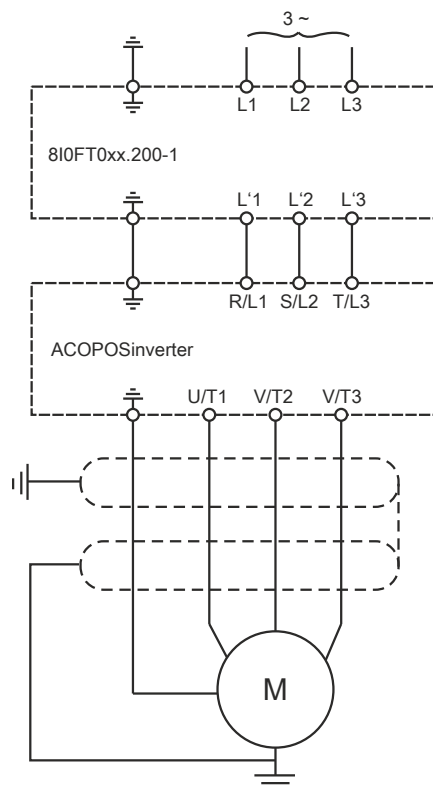 3 ~
L1 L2 L3
8I0FT0xx.200-1
L‘1 L‘2 L‘3
R/L1 S/L2 T/L3
ACOPOSinverter
U/T1 V/T2 V/T3
M